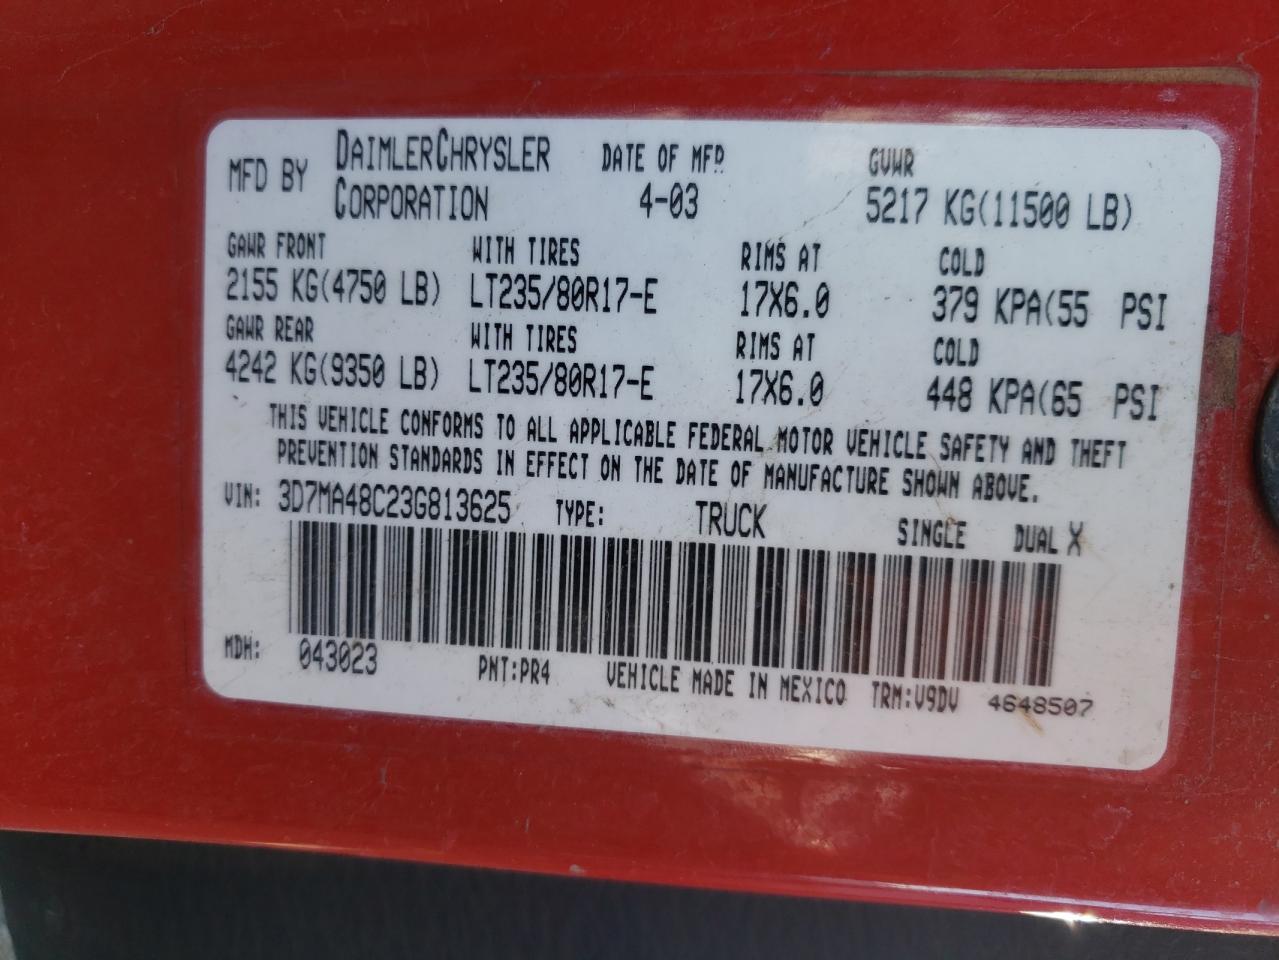 MFD BY DAIMLERCHRYSLER CORPORATION DATE OF MFR 4-03 GVWR 5217 KG(11500 LB)
GAWR FRONT WITH TIRES RIMS AT COLD
2155 KG(4750 LB) LT235/80R17-E 17X6.0 379 KPA(55 PSI
GAWR REAR WITH TIRES RIMS AT COLD
4242 KG(9350 LB) LT235/80R17-E 17X6.0 448 KPA(65 PSI
THIS VEHICLE CONFORMS TO ALL APPLICABLE FEDERAL MOTOR VEHICLE SAFETY AND THEFT
PREVENTION STANDARDS IN EFFECT ON THE DATE OF MANUFACTURE SHOWN ABOVE.
VIN: 3D7MA48C23G813625 TYPE: TRUCK SINGLE DUAL X
MDH: 043023 PNT:PR4 VEHICLE MADE IN MEXICO TRM:V9DV 4648507